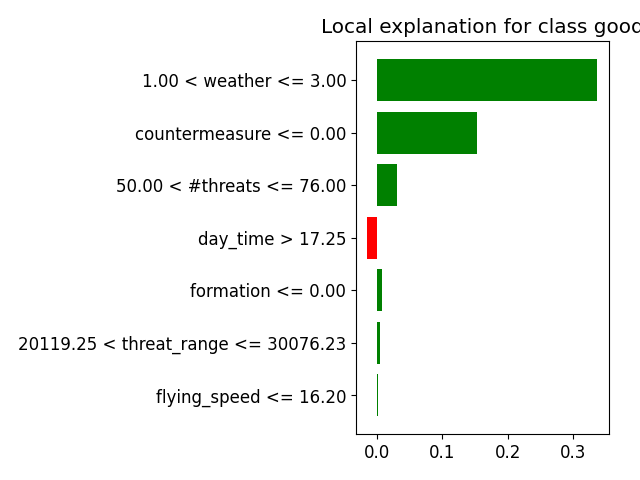 Local explanation for class good
1.00 < weather <= 3.00
countermeasure <= 0.00
50.00 < #threats <= 76.00
day_time > 17.25
formation <= 0.00
20119.25 < threat_range <= 30076.23
flying_speed <= 16.20
0.0 0.1 0.2 0.3